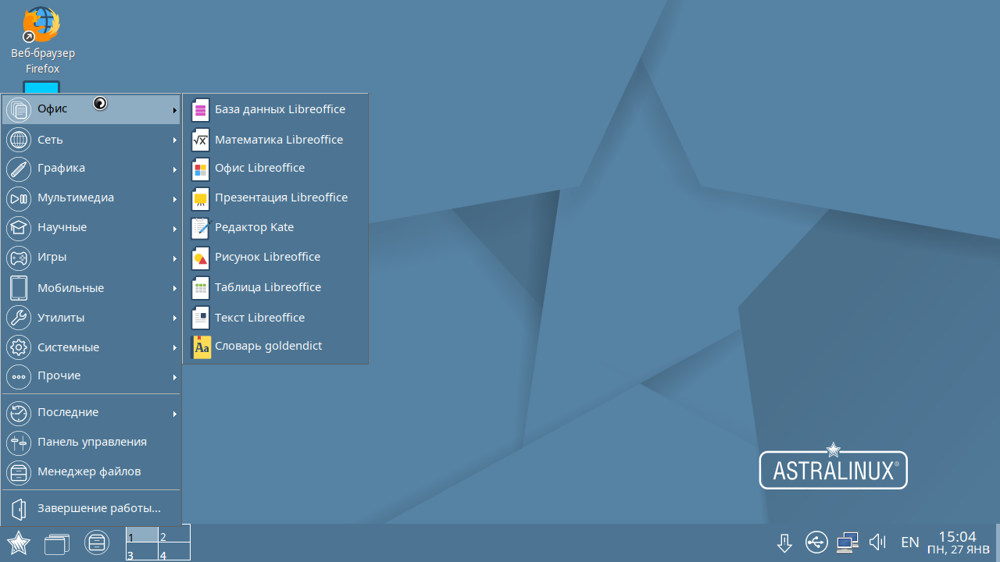 Веб-браузер
Firefox
Офис
Сеть
Графика
Мультимедиа
Научные
Игры
Мобильные
Утилиты
Системные
Прочие
Последние
Панель управления
Менеджер файлов
Завершение работы...
База данных Libreoffice
Математика Libreoffice
Офис Libreoffice
Презентация Libreoffice
Редактор Kate
Рисунок Libreoffice
Таблица Libreoffice
Текст Libreoffice
Aa
Словарь goldendict
ASTRALINUX®
1 2
3 4
EN
15:04
ПН, 27 ЯНВ